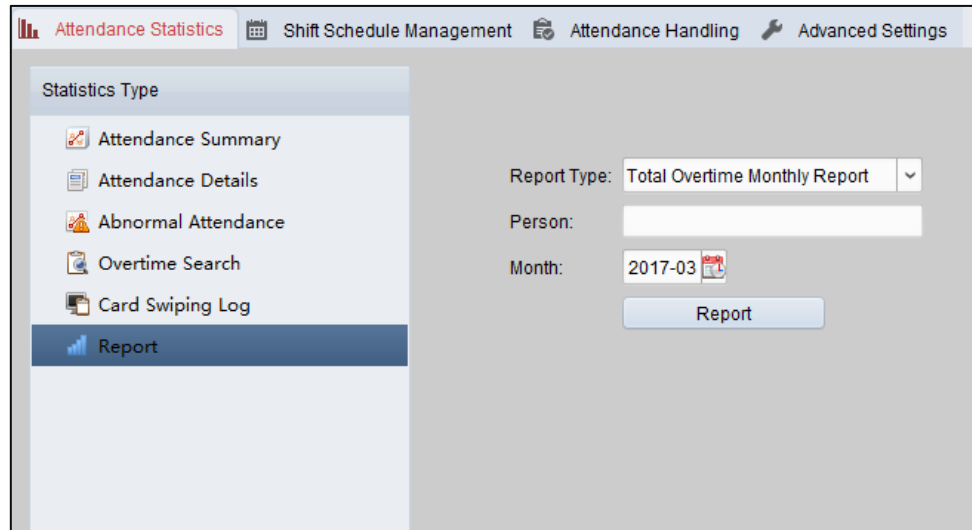 Attendance Statistics Shift Schedule Management Attendance Handling Advanced Settings
Statistics Type
Attendance Summary
Attendance Details
Abnormal Attendance
Overtime Search
Card Swiping Log
Report
Report Type: Total Overtime Monthly Report
Person:
Month: 2017-03
Report